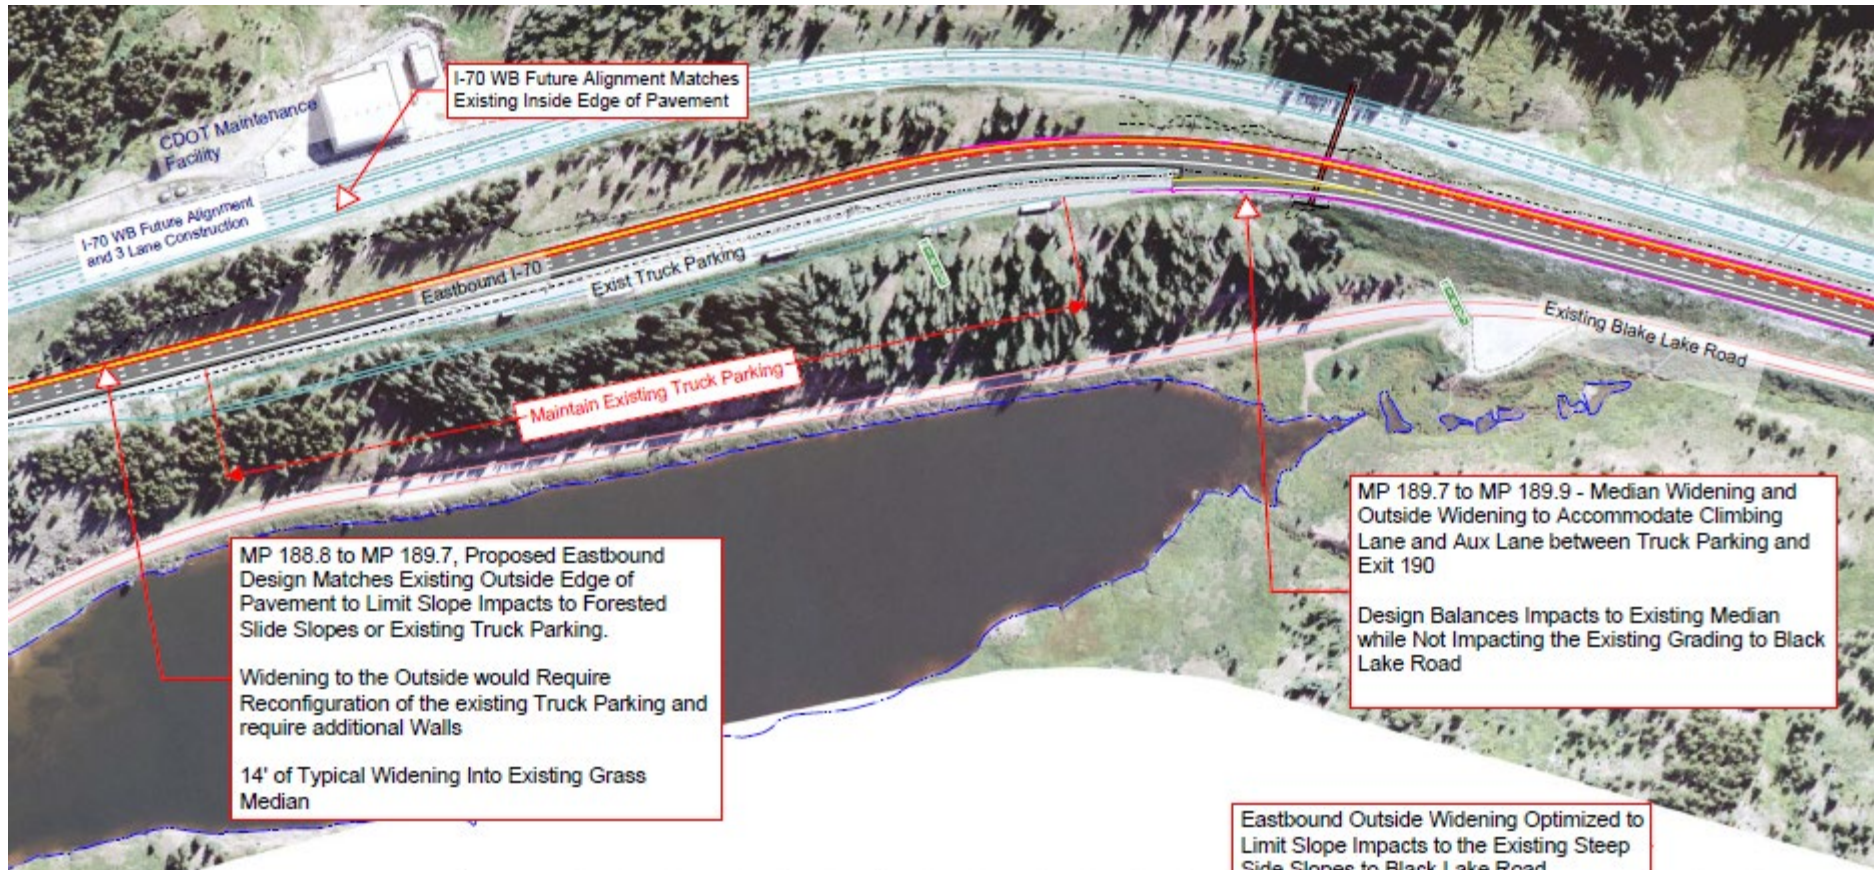 I-70 WB Future Alignment Matches
Existing Inside Edge of Pavement
CDOT Maintenance
Facility
I-70 WB Future Alignment
and 3 Lane Construction
Eastbound I-70
Exist Truck Parking
Maintain Existing Truck Parking
Existing Blake Lake Road
MP 188.8 to MP 189.7, Proposed Eastbound
Design Matches Existing Outside Edge of
Pavement to Limit Slope Impacts to Forested
Slide Slopes or Existing Truck Parking.
Widening to the Outside would Require
Reconfiguration of the existing Truck Parking and
require additional Walls
14' of Typical Widening Into Existing Grass
Median
MP 189.7 to MP 189.9 - Median Widening and
Outside Widening to Accommodate Climbing
Lane and Aux Lane between Truck Parking and
Exit 190
Design Balances Impacts to Existing Median
while Not Impacting the Existing Grading to Black
Lake Road
Eastbound Outside Widening Optimized to
Limit Slope Impacts to the Existing Steep
Side Slopes to Black Lake Road